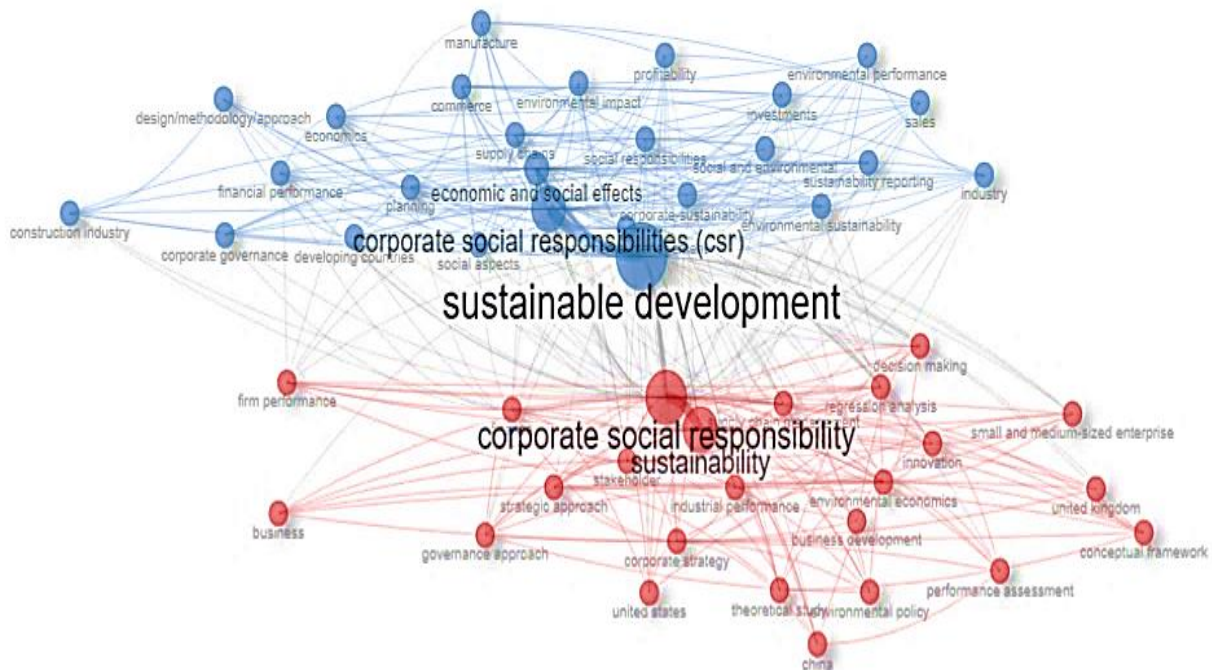 manufacture
profitability
environmental performance
commerce
environmental impact
investments
sales
design/methodology/approach
economics
supply chains
social responsibilities
social and environmental
sustainability reporting
industry
financial performance
planning
economic and social effects
corporate sustainability
environmental sustainability
construction industry
corporate governance
developing countries
social aspects
corporate social responsibilities (csr)
sustainable development
decision making
firm performance
regression analysis
supply chain management
small and medium-sized enterprise
corporate social responsibility
innovation
sustainability
stakeholder
strategic approach
industrial performance
environmental economics
united kingdom
business
business development
governance approach
corporate strategy
conceptual framework
performance assessment
united states
theoretical study
environmental policy
china